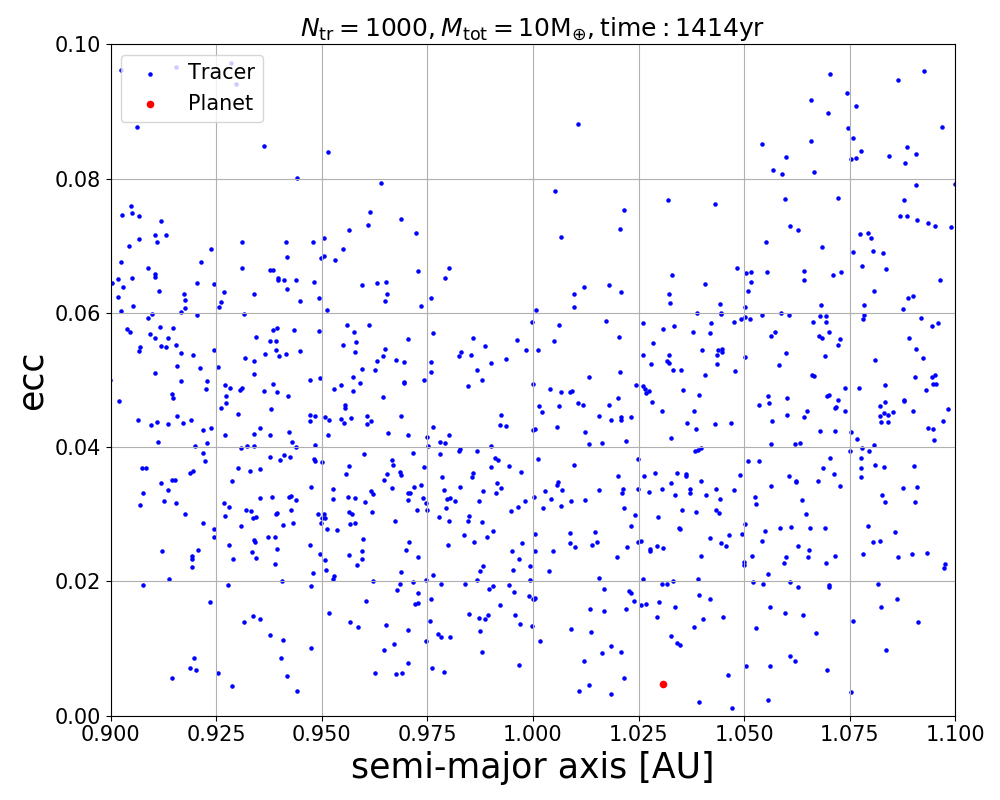 N_tr = 1000, M_tot = 10M_⊕, time : 1414yr
0.10
Tracer
Planet
0.08
0.06
ecc
0.04
0.02
0.00
0.900 0.925 0.950 0.975 1.000 1.025 1.050 1.075 1.100
semi-major axis [AU]